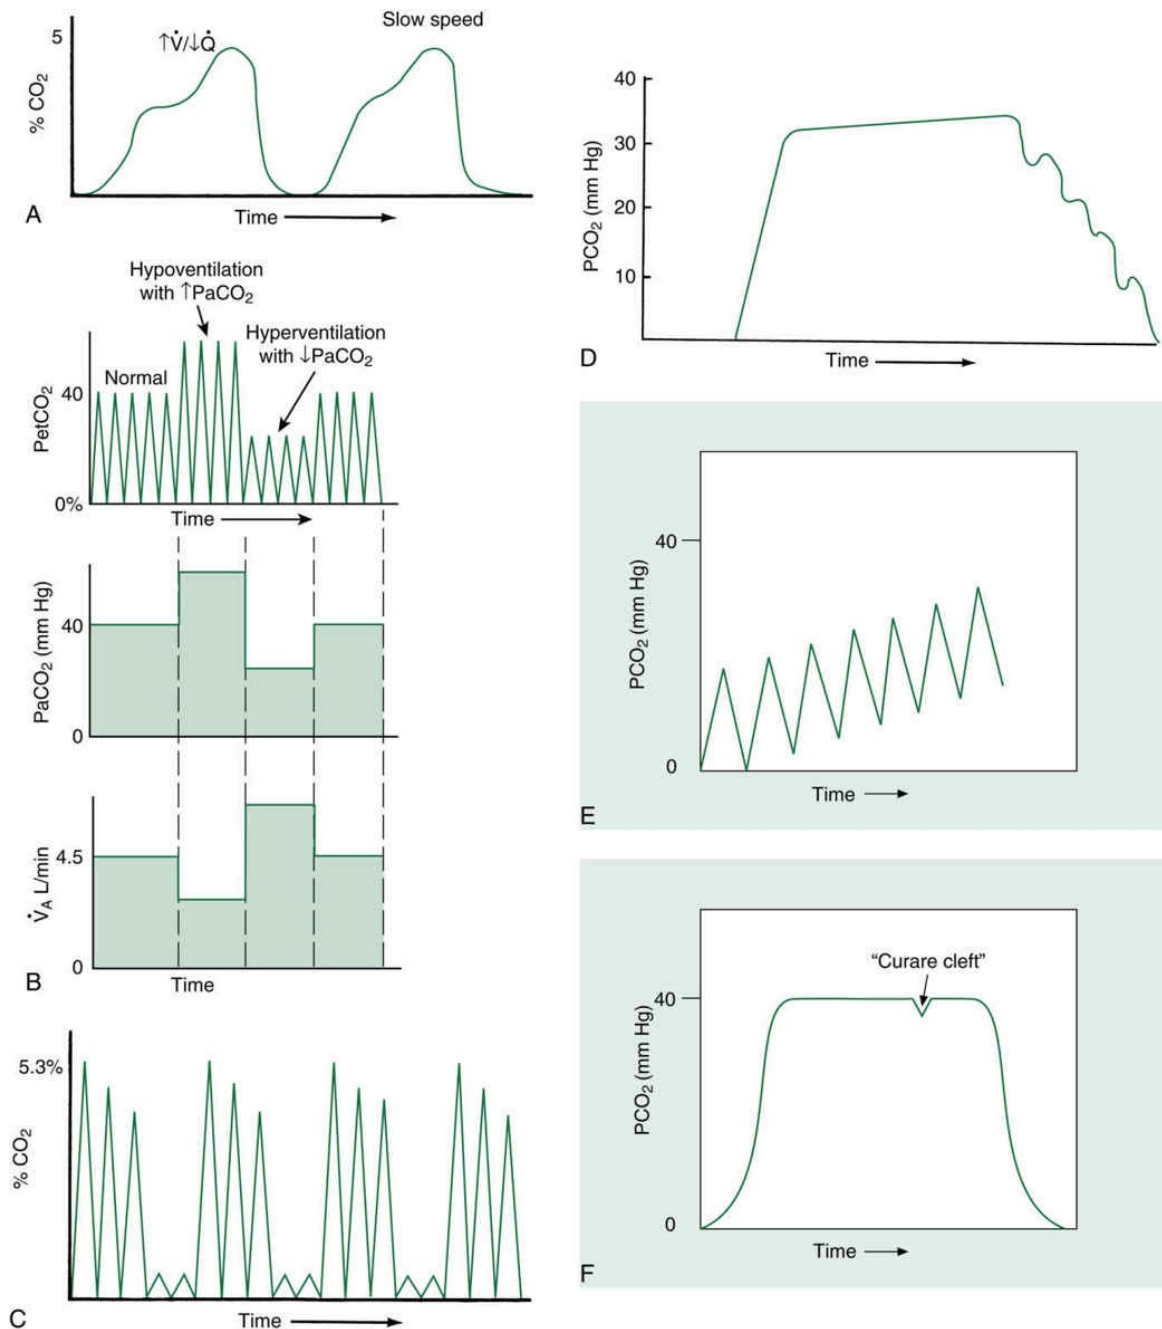 5
% CO₂
↑V̇/↓Q̇
Slow speed
Time
A
Hypoventilation
with ↑PaCO₂
Hyperventilation
with ↓PaCO₂
Normal
40
PetCO₂
0%
Time
PaCO₂ (mm Hg)
40
0
V̇A L/min
4.5
0
B
Time
5.3%
% CO₂
C
Time
40
30
20
10
PCO₂ (mm Hg)
D
Time
40
PCO₂ (mm Hg)
0
Time
E
“Curare cleft”
40
PCO₂ (mm Hg)
0
Time
F